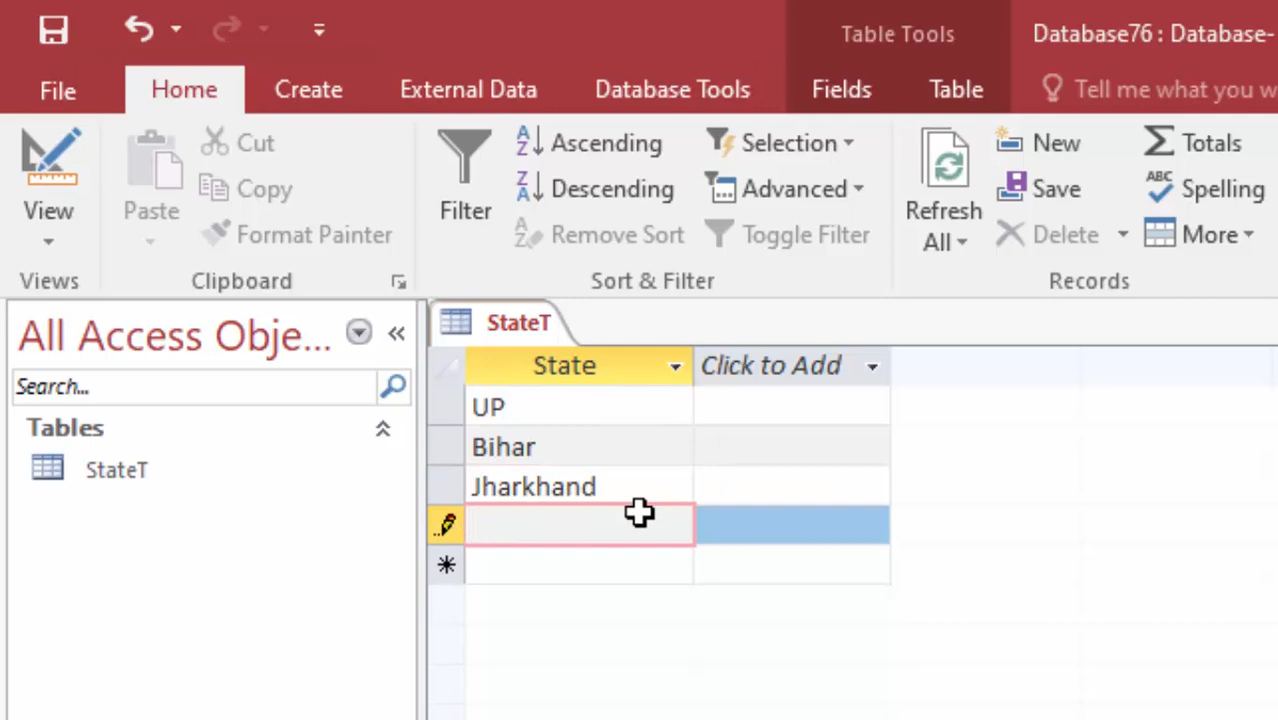 Table Tools
Database76 : Database-
File Home Create External Data Database Tools Fields Table Tell me what you w
Cut
Ascending
Selection
New
Totals
Copy
Descending
Advanced
Save
ABC Spelling
View
Paste
Filter
Refresh
Format Painter
Remove Sort
Toggle Filter
All
Delete
More
Views
Clipboard
Sort & Filter
Records
All Access Obje...
«
StateT
State
Click to Add
Search...
UP
Tables
Bihar
StateT
Jharkhand